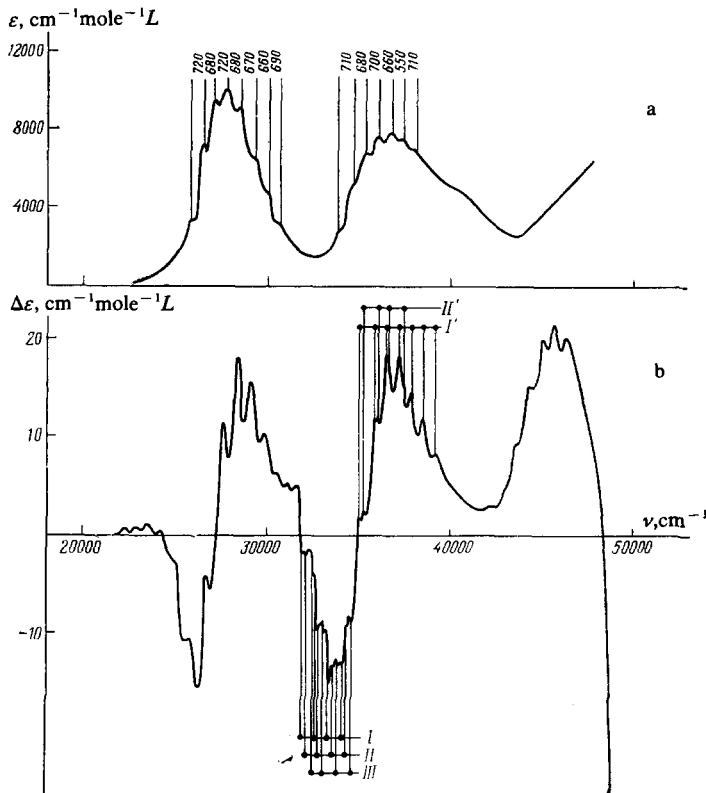 ε, cm⁻¹mole⁻¹L
a
12000
720 680 720 680 670 660 690
710 680 700 660 550 710
8000
4000
Δε, cm⁻¹mole⁻¹L
II'
I'
20
b
10
ν, cm⁻¹
20000 30000 40000 50000
-10
I
II
III